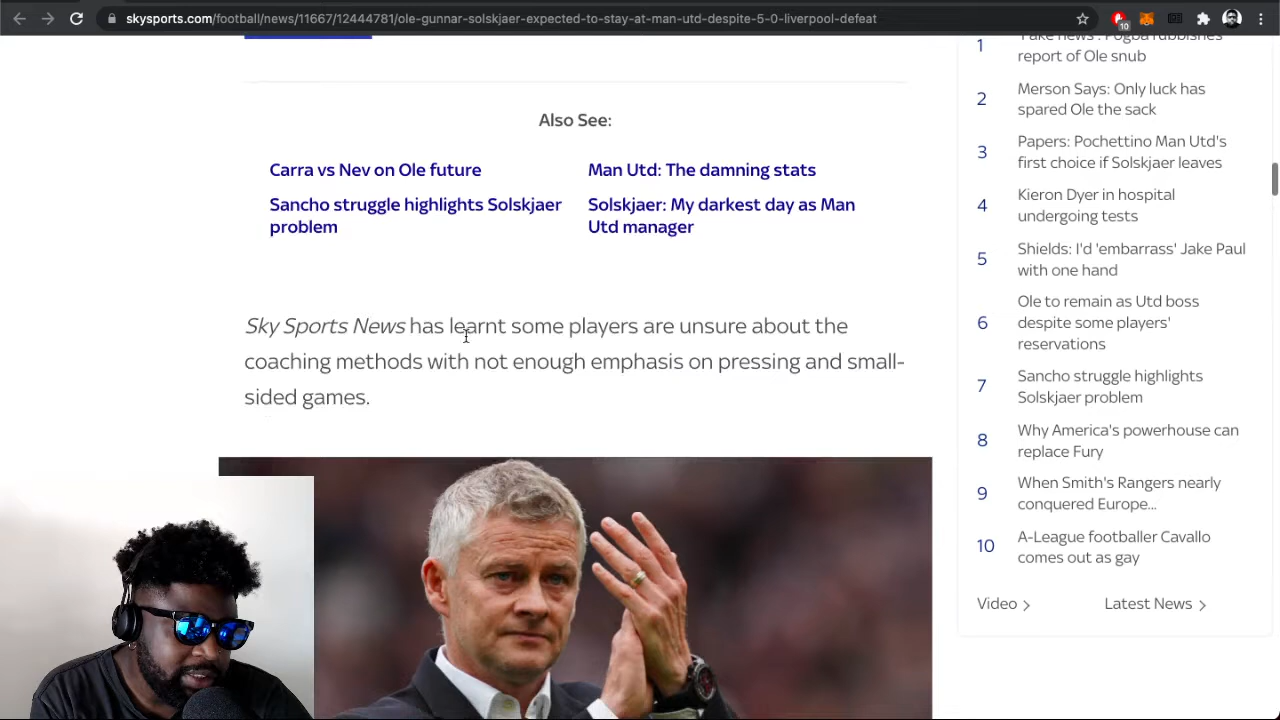 skysports.com/football/news/11667/12444781/ole-gunnar-solskjaer-expected-to-stay-at-man-utd-despite-5-0-liverpool-defeat
10
Also See:
Carra vs Nev on Ole future
Man Utd: The damning stats
Sancho struggle highlights Solskjaer
problem
Solskjaer: My darkest day as Man
Utd manager
Sky Sports News has learnt some players are unsure about the
coaching methods with not enough emphasis on pressing and small-
sided games.
1
'Fake news': Pogba rubbishes
report of Ole snub
2
Merson Says: Only luck has
spared Ole the sack
3
Papers: Pochettino Man Utd's
first choice if Solskjaer leaves
4
Kieron Dyer in hospital
undergoing tests
5
Shields: I'd 'embarrass' Jake Paul
with one hand
6
Ole to remain as Utd boss
despite some players'
reservations
7
Sancho struggle highlights
Solskjaer problem
8
Why America's powerhouse can
replace Fury
9
When Smith's Rangers nearly
conquered Europe...
10
A-League footballer Cavallo
comes out as gay
Video
Latest News